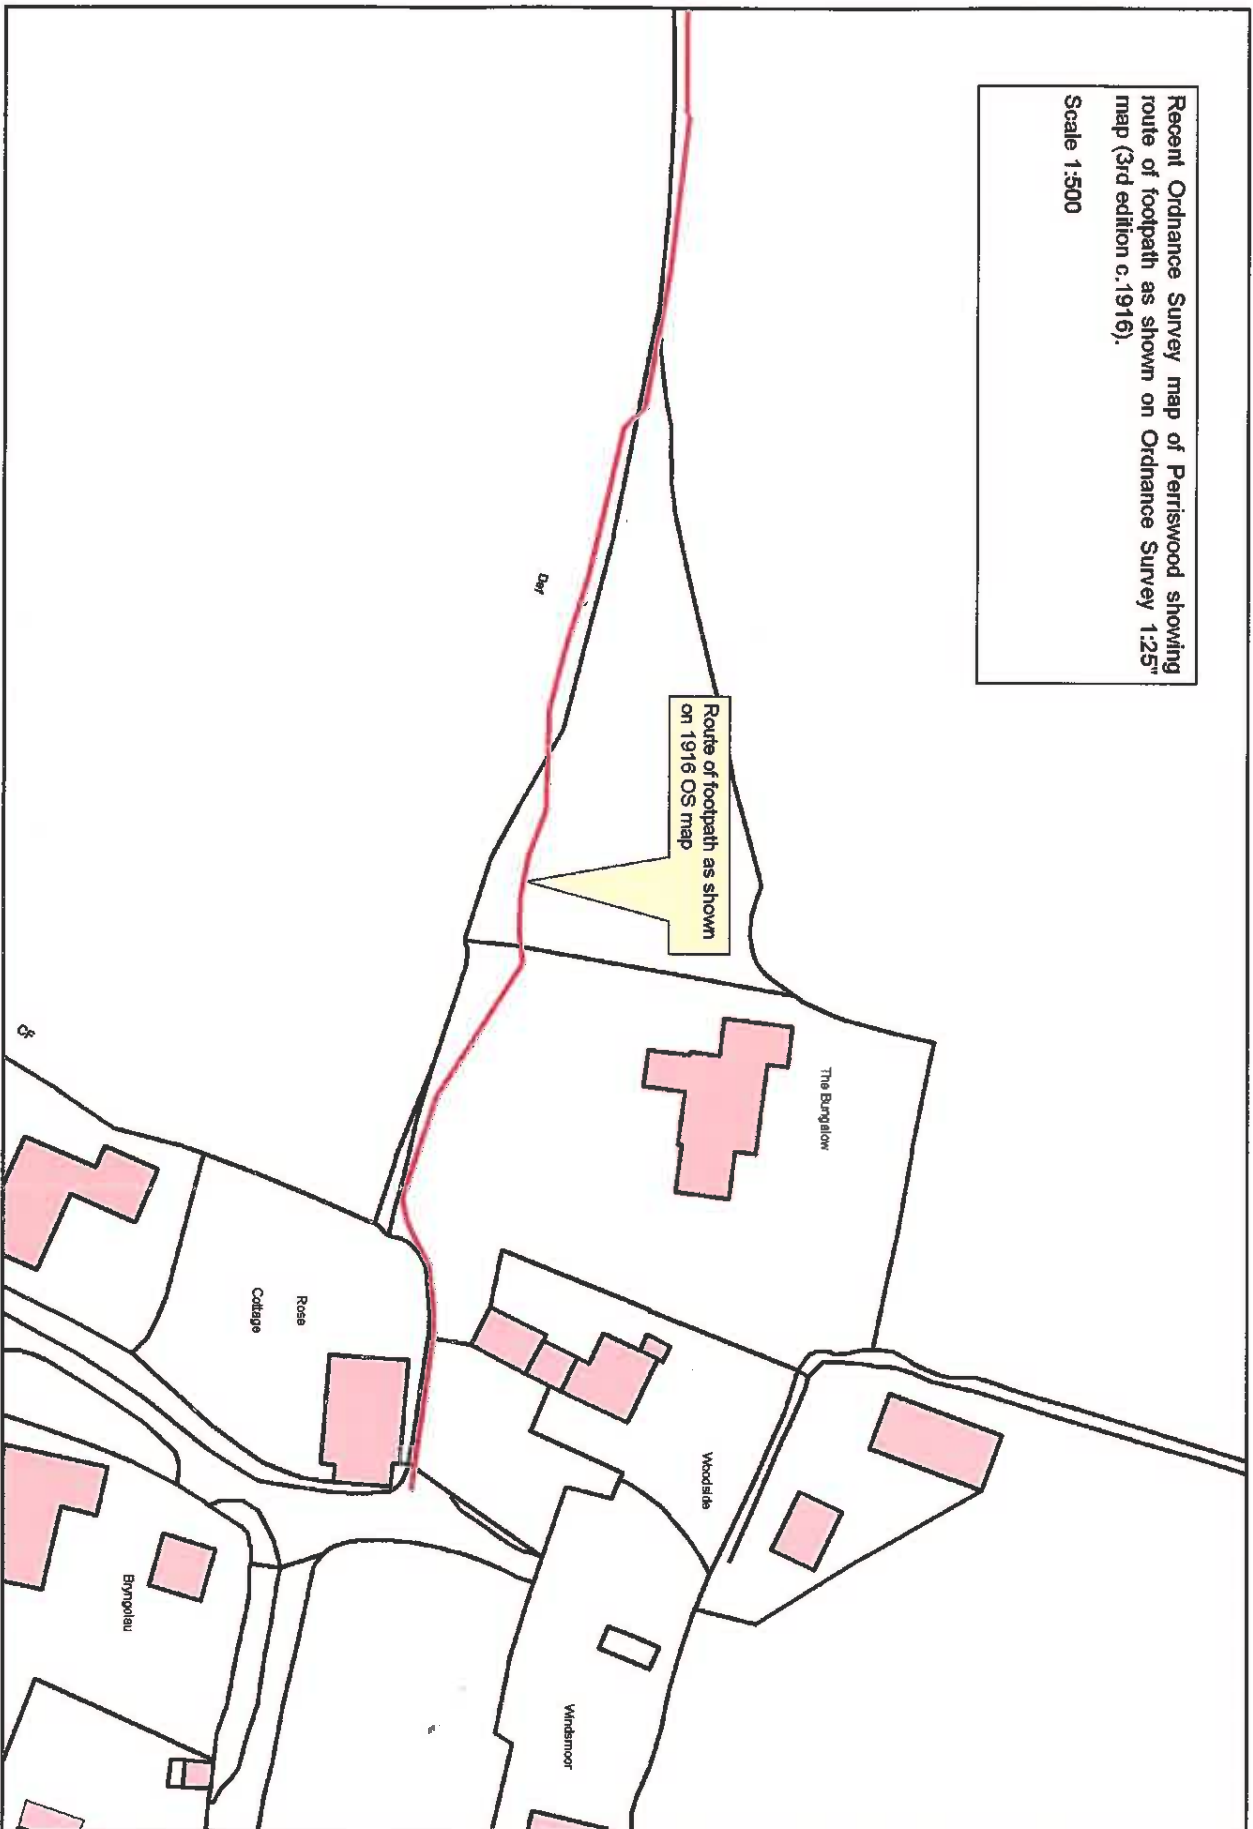 Recent Ordnance Survey map of Perriswood showing
route of footpath as shown on Ordnance Survey 1:25"
map (3rd edition c.1916).
Scale 1:500
Route of footpath as shown
on 1916 OS map
Def
The Bungalow
CF
Rose
Cottage
Woodside
Bryngolau
Windsmoor